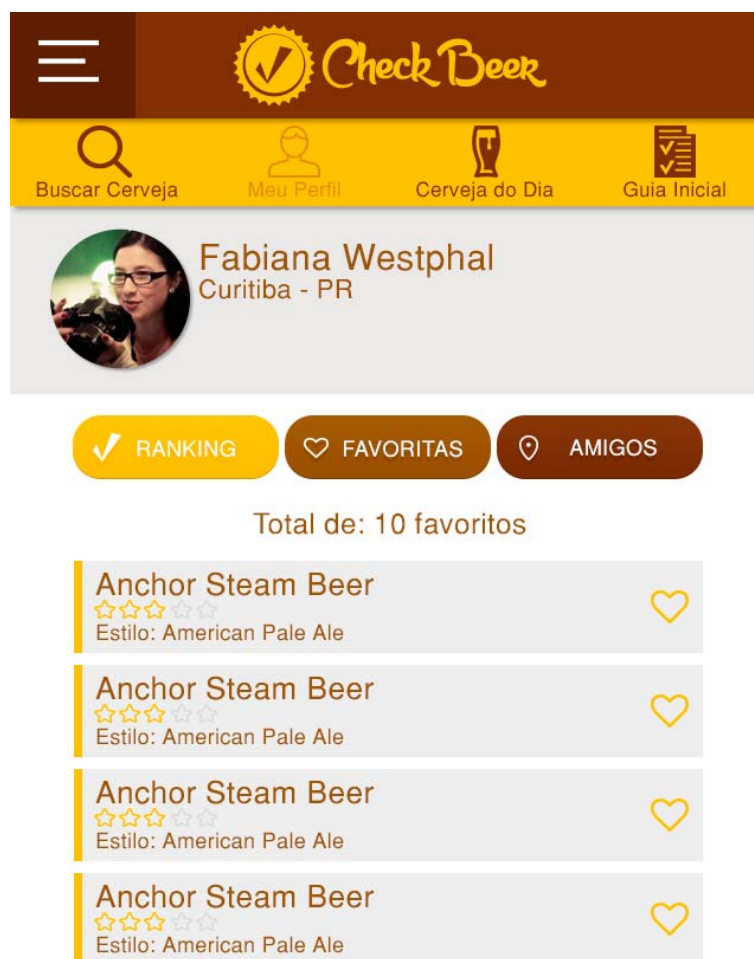 Check Beer
Buscar Cerveja
Meu Perfil
Cerveja do Dia
Guia Inicial
Fabiana Westphal
Curitiba - PR
RANKING
FAVORITAS
AMIGOS
Total de: 10 favoritos
Anchor Steam Beer
Estilo: American Pale Ale
Anchor Steam Beer
Estilo: American Pale Ale
Anchor Steam Beer
Estilo: American Pale Ale
Anchor Steam Beer
Estilo: American Pale Ale